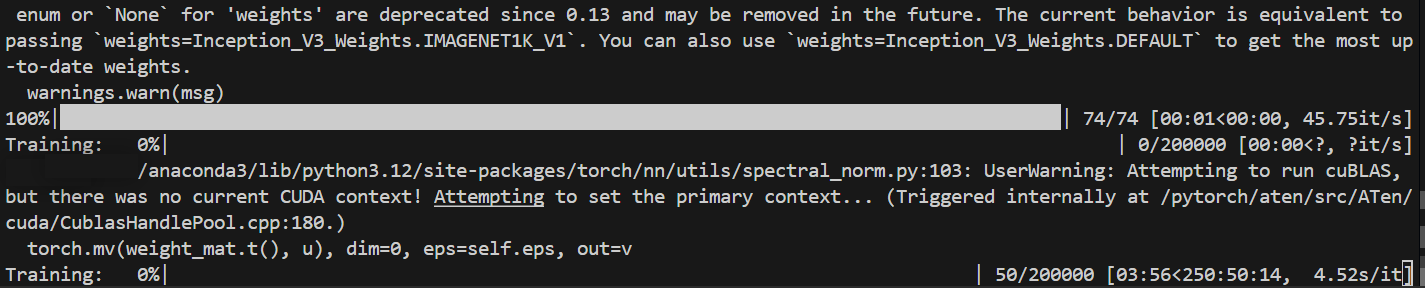 enum or `None` for 'weights' are deprecated since 0.13 and may be removed in the future. The current behavior is equivalent to
passing `weights=Inception_V3_Weights.IMAGENET1K_V1`. You can also use `weights=Inception_V3_Weights.DEFAULT` to get the most up
-to-date weights.
  warnings.warn(msg)
100%| | 74/74 [00:01<00:00, 45.75it/s]
Training:   0%| | 0/200000 [00:00<?, ?it/s]
/anaconda3/lib/python3.12/site-packages/torch/nn/utils/spectral_norm.py:103: UserWarning: Attempting to run cuBLAS,
but there was no current CUDA context! Attempting to set the primary context... (Triggered internally at /pytorch/aten/src/ATen/
cuda/CublasHandlePool.cpp:180.)
  torch.mv(weight_mat.t(), u), dim=0, eps=self.eps, out=v
Training:   0%| | 50/200000 [03:56<250:50:14,  4.52s/it]